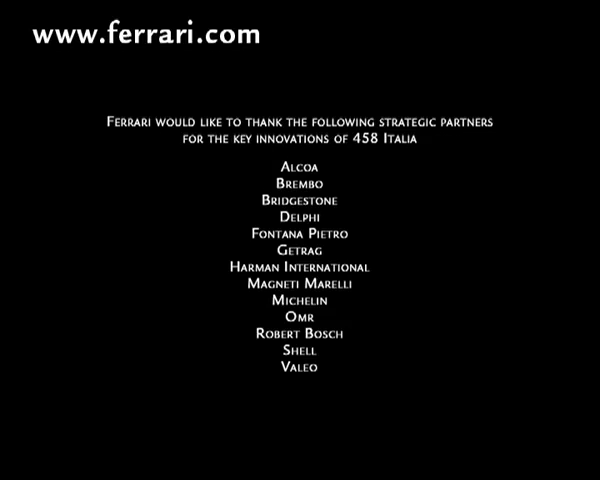 www.ferrari.com
Ferrari would like to thank the following strategic partners
for the key innovations of 458 Italia
Alcoa
Brembo
Bridgestone
Delphi
Fontana Pietro
Getrag
Harman International
Magneti Marelli
Michelin
Omr
Robert Bosch
Shell
Valeo